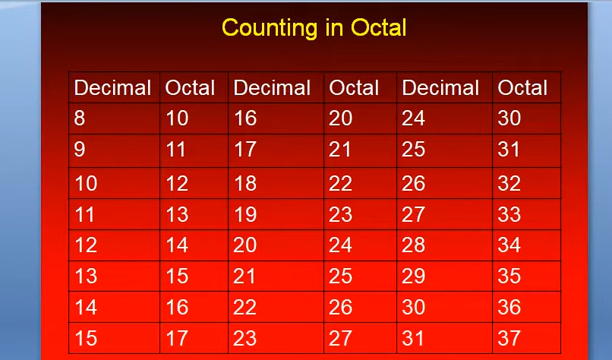 Counting in Octal
Decimal Octal Decimal Octal Decimal Octal
8 10 16 20 24 30
9 11 17 21 25 31
10 12 18 22 26 32
11 13 19 23 27 33
12 14 20 24 28 34
13 15 21 25 29 35
14 16 22 26 30 36
15 17 23 27 31 37